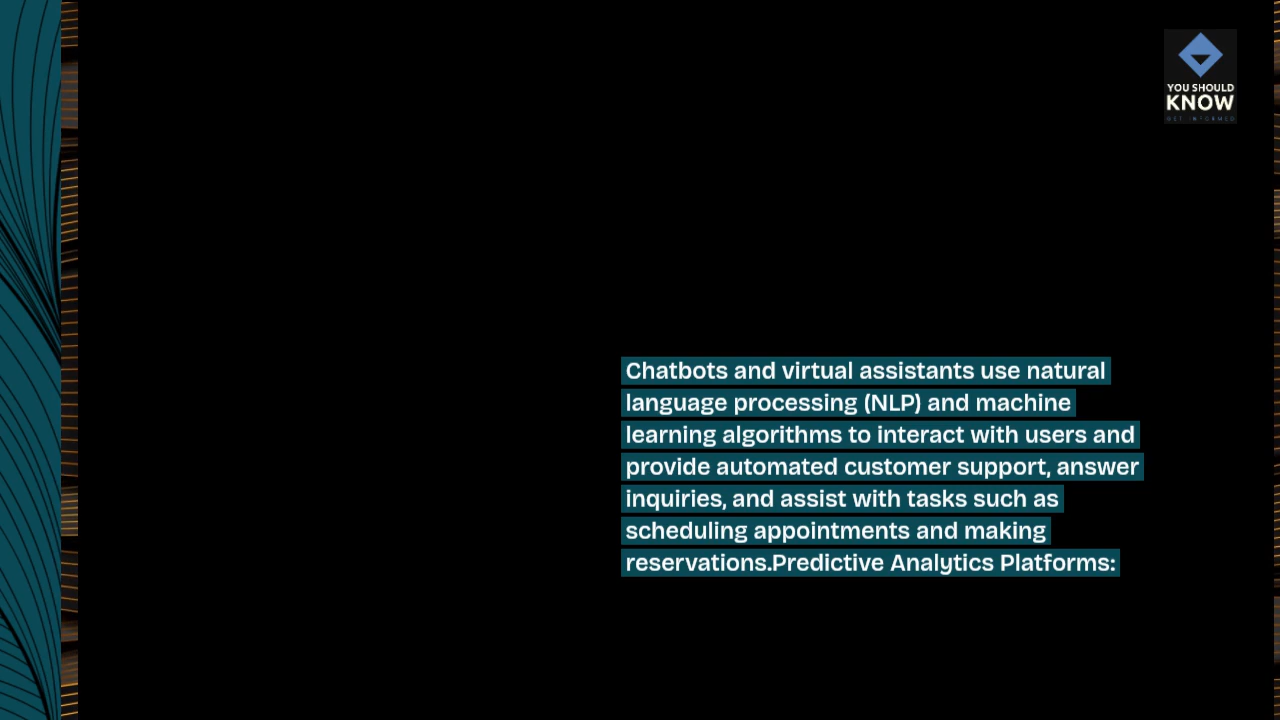 YOU SHOULD
KNOW
GET INFORMED
Chatbots and virtual assistants use natural
language processing (NLP) and machine
learning algorithms to interact with users and
provide automated customer support, answer
inquiries, and assist with tasks such as
scheduling appointments and making
reservations.Predictive Analytics Platforms: